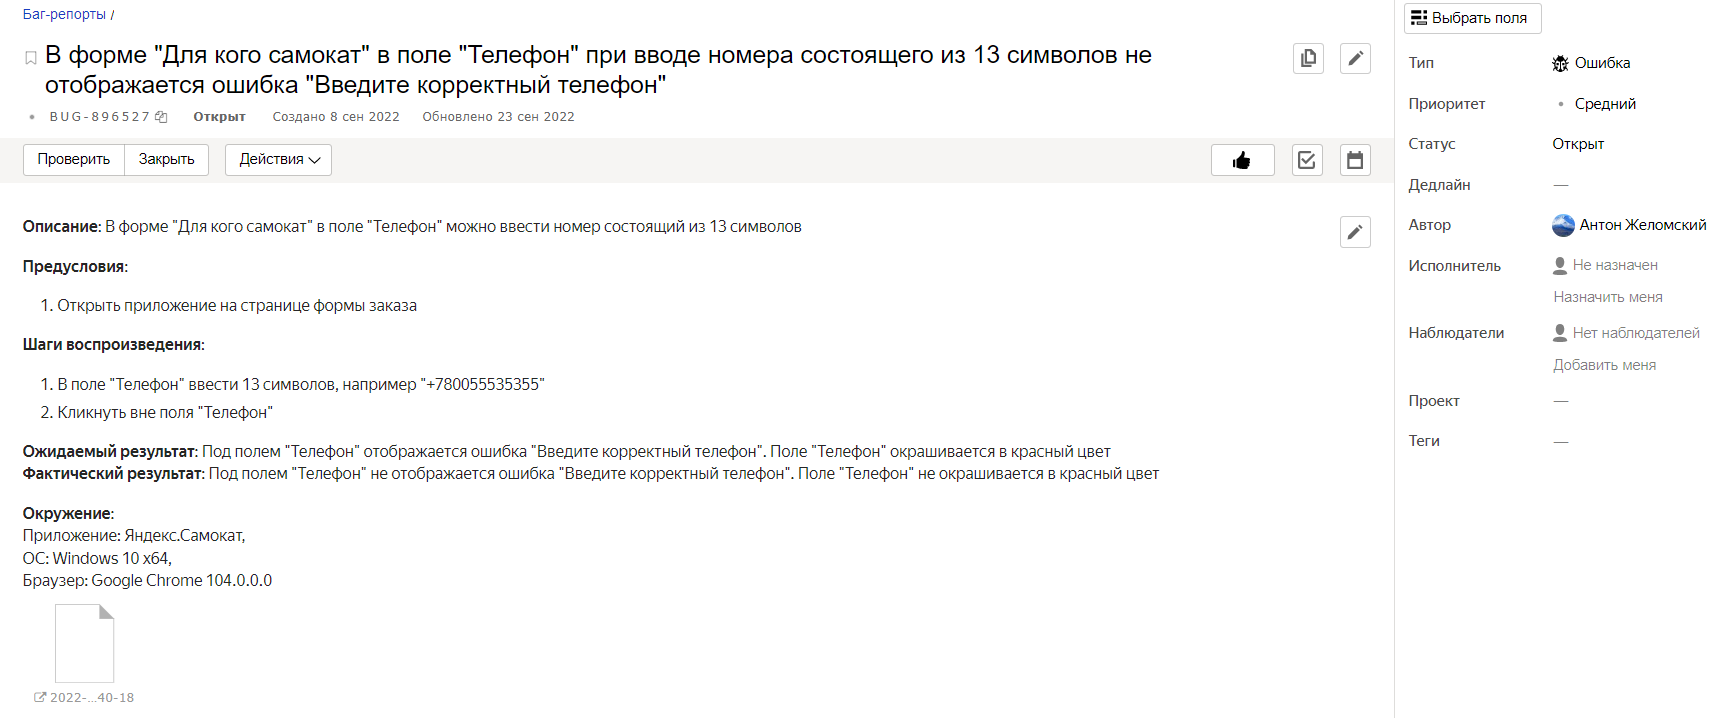 Баг-репорты /
В форме "Для кого самокат" в поле "Телефон" при вводе номера состоящего из 13 символов не
отображается ошибка "Введите корректный телефон"
BUG-896527 Открыт Создано 8 сен 2022 Обновлено 23 сен 2022
Проверить Закрыть Действия
Описание: В форме "Для кого самокат" в поле "Телефон" можно ввести номер состоящий из 13 символов
Предусловия:
1. Открыть приложение на странице формы заказа
Шаги воспроизведения:
1. В поле "Телефон" ввести 13 символов, например "+780055535355"
2. Кликнуть вне поля "Телефон"
Ожидаемый результат: Под полем "Телефон" отображается ошибка "Введите корректный телефон". Поле "Телефон" окрашивается в красный цвет
Фактический результат: Под полем "Телефон" не отображается ошибка "Введите корректный телефон". Поле "Телефон" не окрашивается в красный цвет
Окружение:
Приложение: Яндекс.Самокат,
ОС: Windows 10 x64,
Браузер: Google Chrome 104.0.0.0
2022-...40-18
Выбрать поля
Тип Ошибка
Приоритет Средний
Статус Открыт
Дедлайн —
Автор Антон Желомский
Исполнитель Не назначен
Назначить меня
Наблюдатели Нет наблюдателей
Добавить меня
Проект —
Теги —